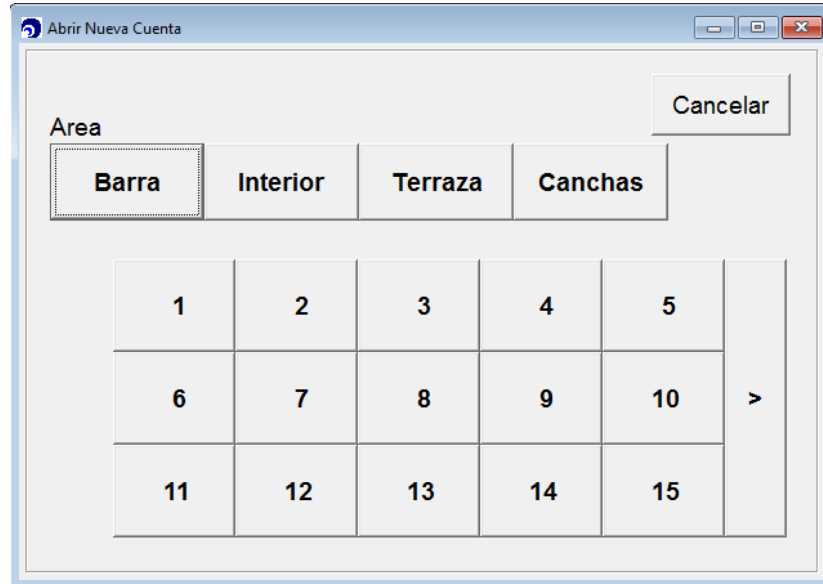 Abrir Nueva Cuenta
Cancelar
Area
Barra Interior Terraza Canchas
1 2 3 4 5
6 7 8 9 10 >
11 12 13 14 15